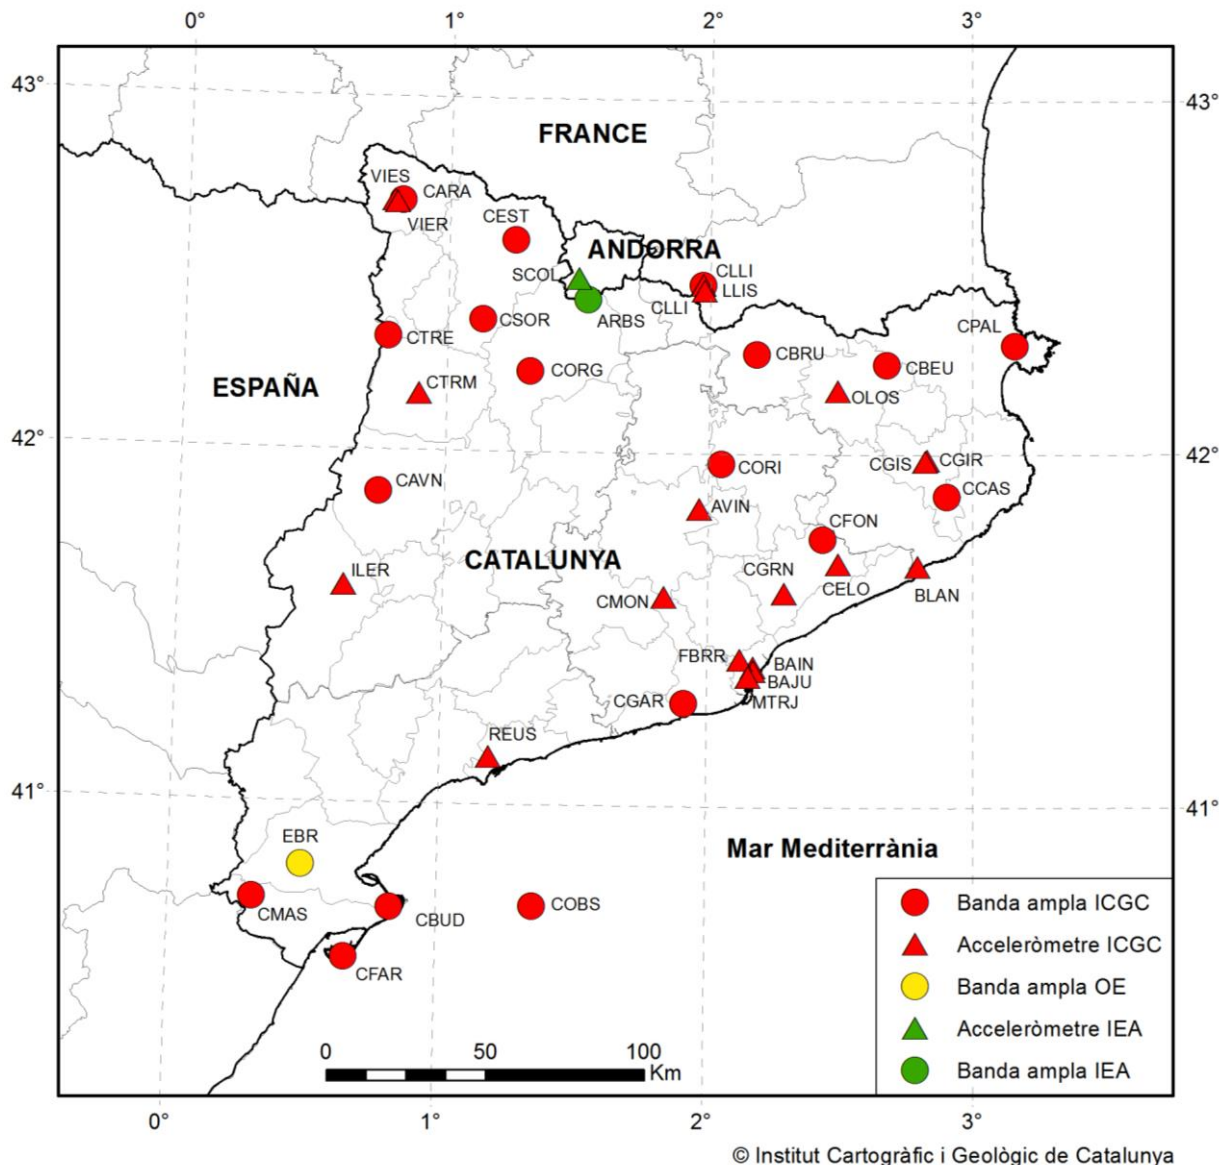 0° 1° 2° 3°
43°
43°
FRANCE
VIES
CARA
VIER
CEST
ANDORRA
SCOL
CLLI
LLIS
CLLI
ARBS
CSOR
CPAL
CTRE
CBRU
CBEU
CORG
ESPAÑA
CTRM
OLOS
42°
42°
CORI
CGIS
CGIR
CAVN
CCAS
AVIN
CFON
CATALUNYA
ILER
CGRN
CELO
BLAN
CMON
FBRR
BAIN
BAJU
MTRJ
CGAR
REUS
41°
41°
EBR
Mar Mediterrània
CMAS
CBUD
COBS
CFAR
Banda ampla ICGC
Acceleròmetre ICGC
Banda ampla OE
Acceleròmetre IEA
Banda ampla IEA
0 50 100
Km
0° 1° 2° 3°
© Institut Cartogràfic i Geològic de Catalunya